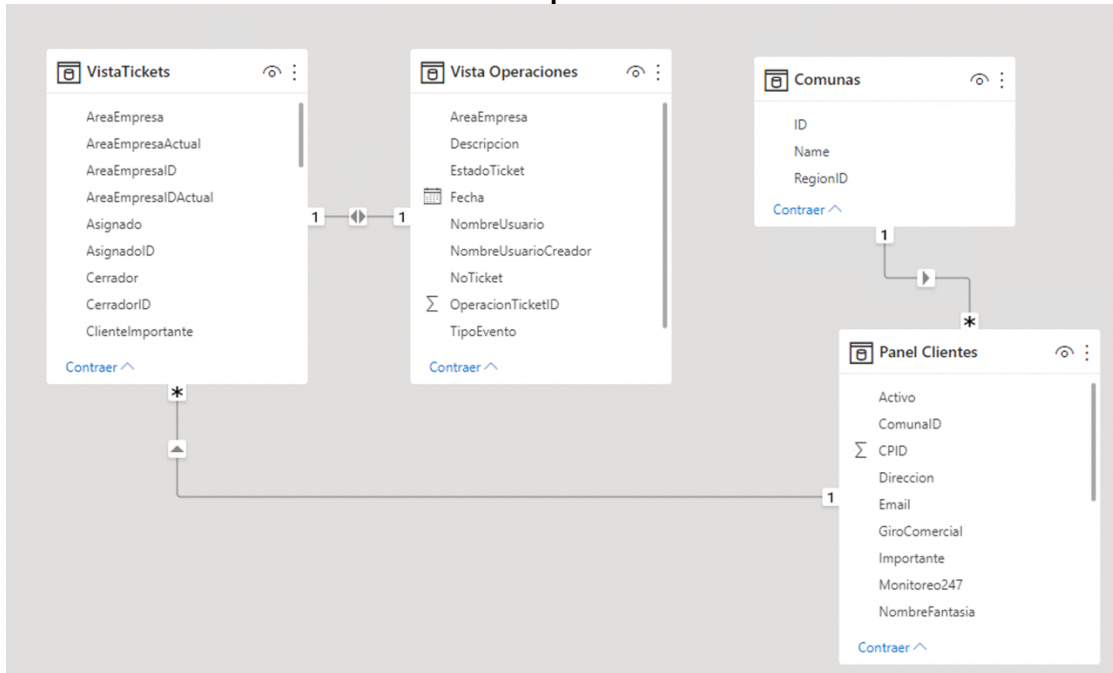 VistaTickets
AreaEmpresa
AreaEmpresaActual
AreaEmpresaID
AreaEmpresaIDActual
Asignado
AsignadoID
Cerrador
CerradorID
ClienteImportante
Contraer
1
1
*
Vista Operaciones
AreaEmpresa
Descripcion
EstadoTicket
Fecha
NombreUsuario
NombreUsuarioCreador
NoTicket
Σ OperacionTicketID
TipoEvento
Contraer
Comunas
ID
Name
RegionID
Contraer
1
*
Panel Clientes
Activo
ComunaID
Σ CPID
Direccion
Email
GiroComercial
Importante
Monitoreo247
NombreFantasia
Contraer
1